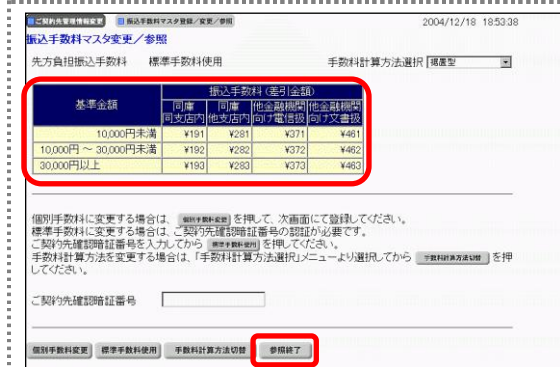 ご契約先管理情報変更 振込手数料マスタ登録／変更／参照 2004/12/18 18:53:38
振込手数料マスタ変更／参照
先方負担振込手数料 標準手数料使用 手数料計算方法選択 据置型
基準金額 振込手数料（差引金額）
同庫 同庫 他金融機関 他金融機関
同支店内 他支店内 向け電信扱 向け文書扱
10,000円未満 ¥191 ¥281 ¥371 ¥461
10,000円 ～ 30,000円未満 ¥192 ¥282 ¥372 ¥462
30,000円以上 ¥193 ¥283 ¥373 ¥463
個別手数料に変更する場合は、 個別手数料変更 を押して、次画面にて登録してください。
標準手数料に変更する場合は、ご契約先確認暗証番号の認証が必要です。
ご契約先確認暗証番号を入力してから 標準手数料使用 を押してください。
手数料計算方法を変更する場合は、「手数料計算方法選択」メニューより選択してから 手数料計算方法切替 を押
してください。
ご契約先確認暗証番号
個別手数料変更 標準手数料使用 手数料計算方法切替 参照終了